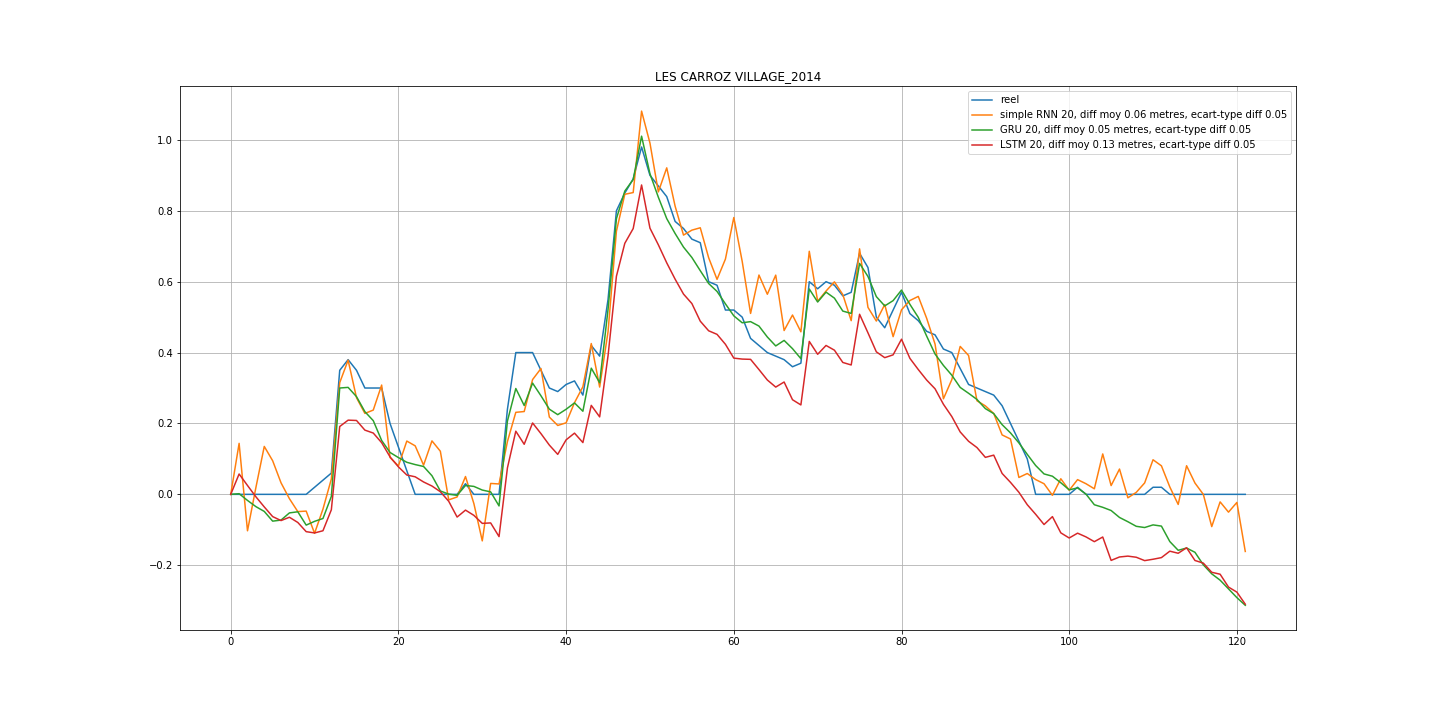 LES CARROZ VILLAGE_2014
reel
simple RNN 20, diff moy 0.06 metres, ecart-type diff 0.05
GRU 20, diff moy 0.05 metres, ecart-type diff 0.05
LSTM 20, diff moy 0.13 metres, ecart-type diff 0.05
1.0
0.8
0.6
0.4
0.2
0.0
−0.2
0 20 40 60 80 100 120